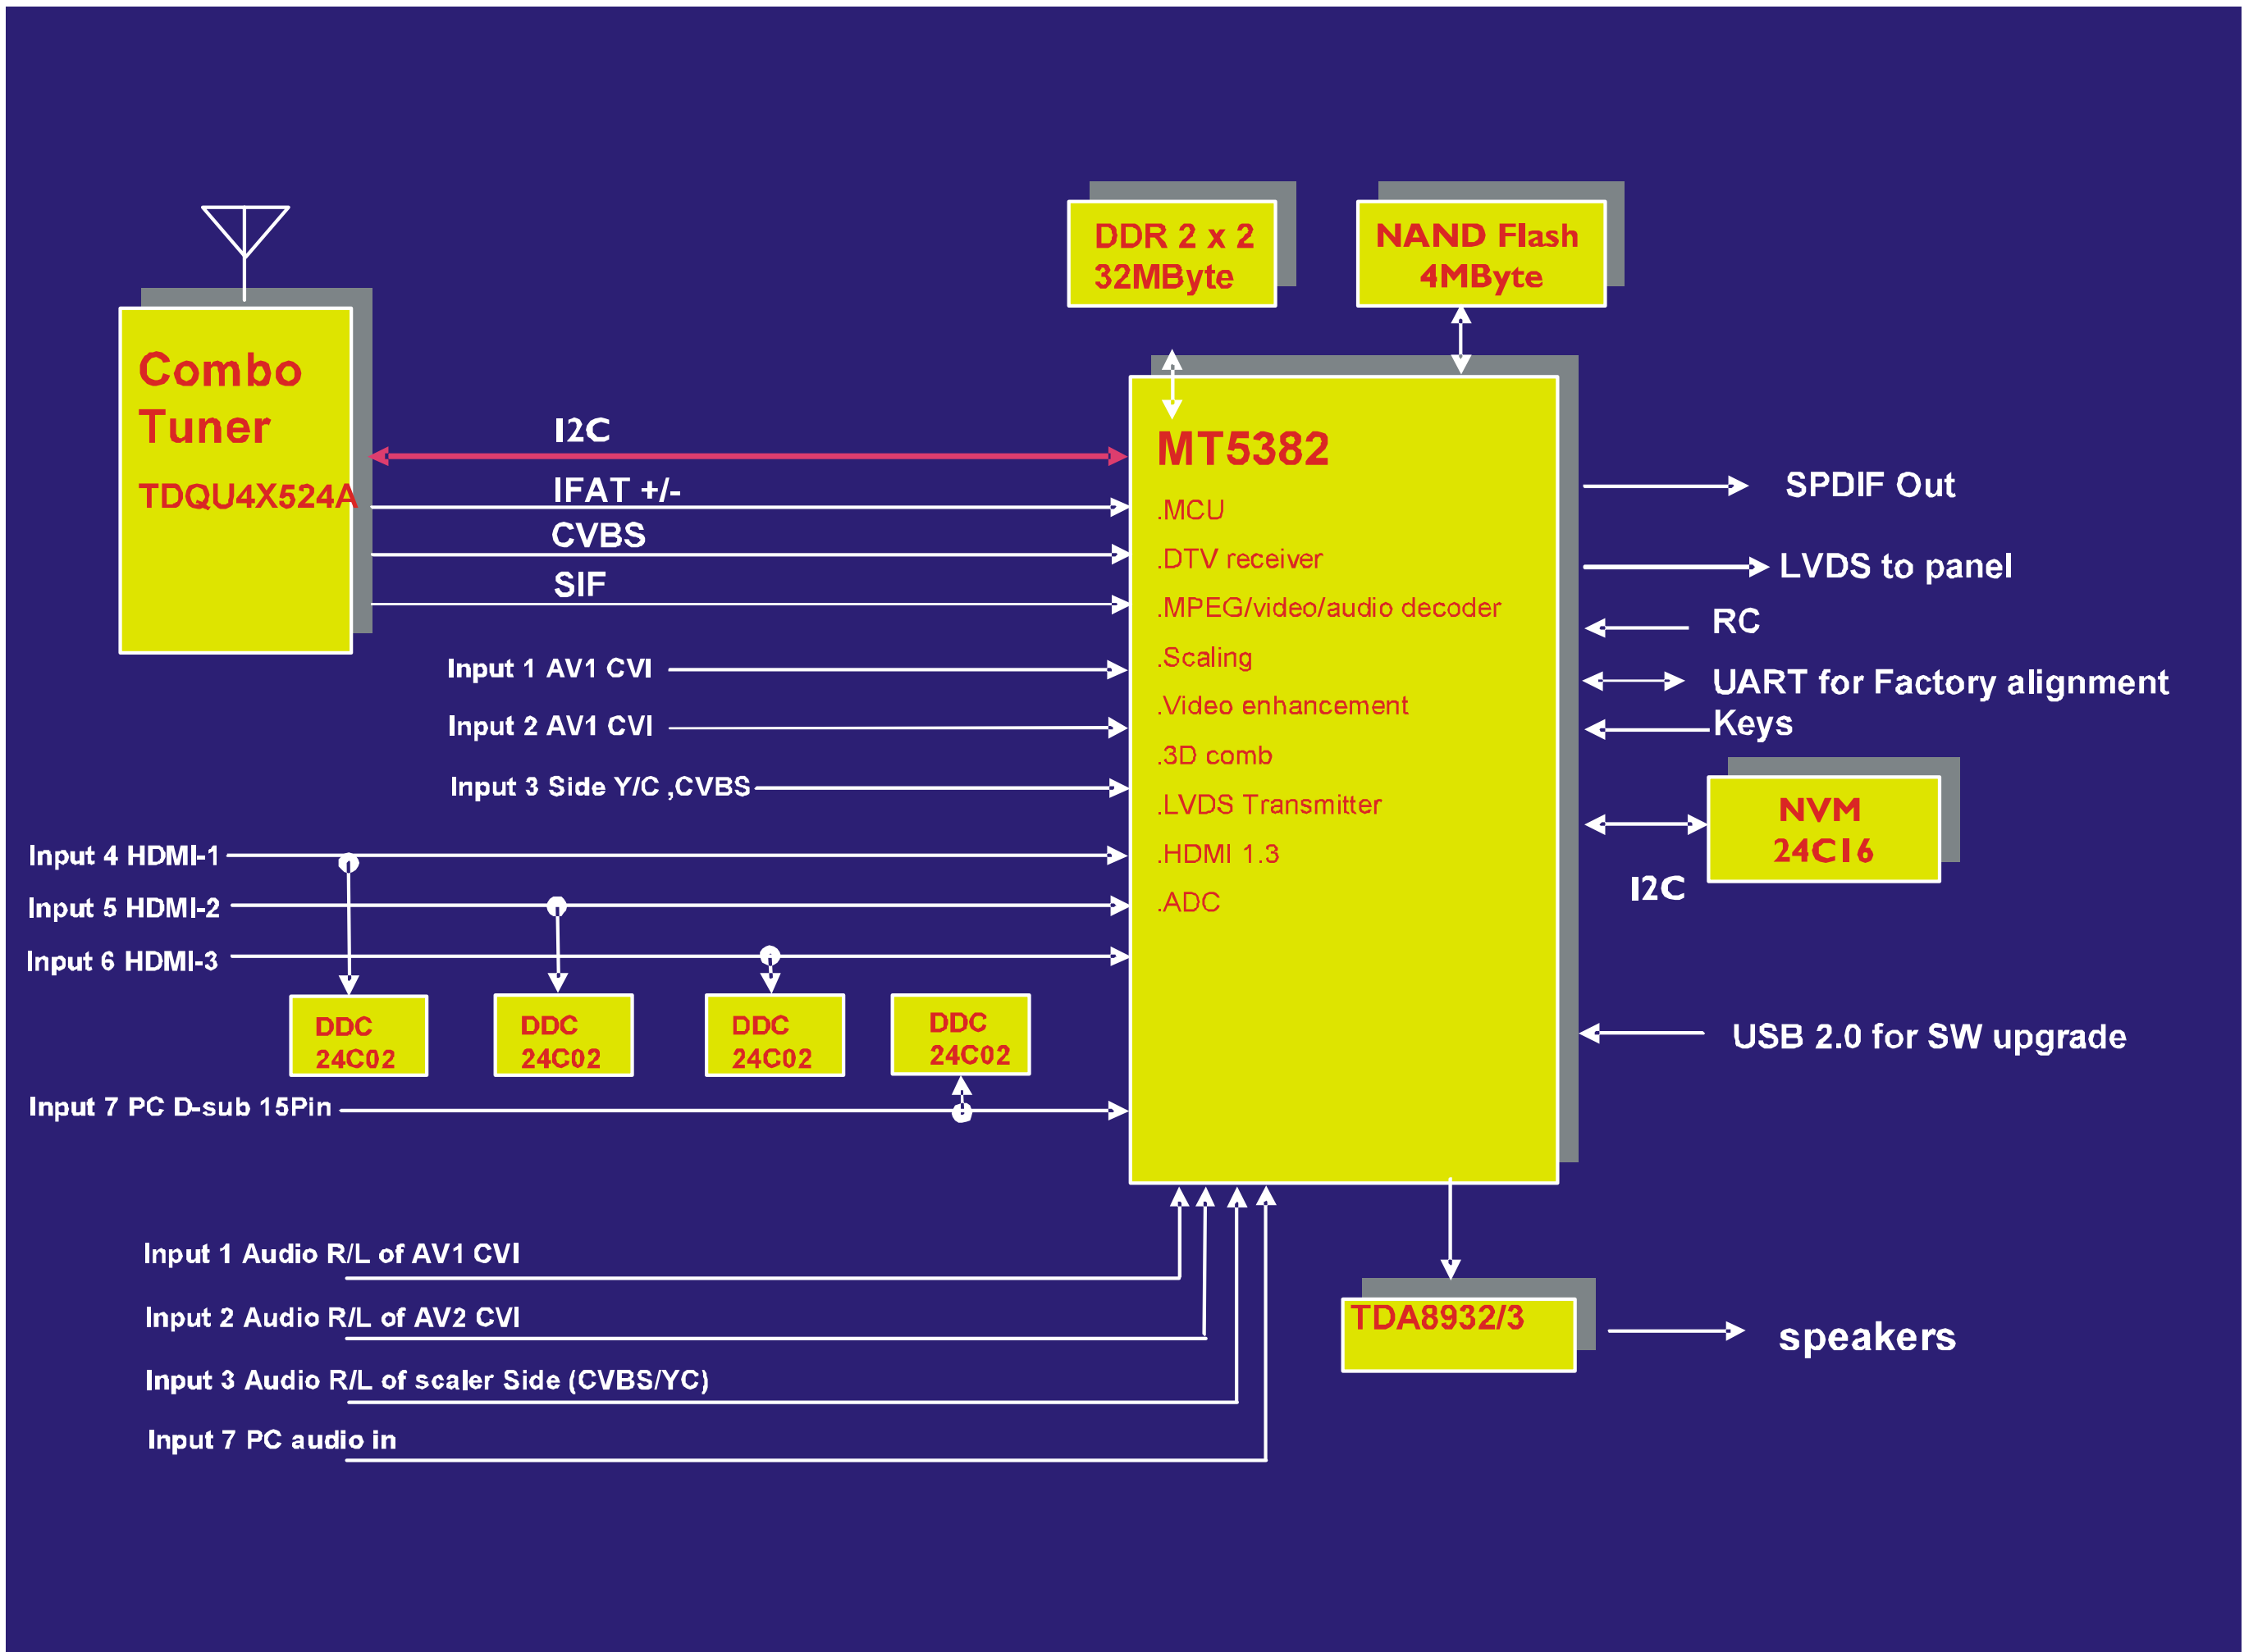 DDR 2 x 2
32MByte
NAND Flash
4MByte
Combo
Tuner
TDQU4X524A
I2C
IFAT +/-
CVBS
SIF
Input 1 AV1 CVI
Input 2 AV1 CVI
Input 3 Side Y/C ,CVBS
Input 4 HDMI-1
Input 5 HDMI-2
Input 6 HDMI-3
DDC
24C02
DDC
24C02
DDC
24C02
DDC
24C02
Input 7 PC D-sub 15Pin
MT5382
.MCU
.DTV receiver
.MPEG/video/audio decoder
.Scaling
.Video enhancement
.3D comb
.LVDS Transmitter
.HDMI 1.3
.ADC
SPDIF Out
LVDS to panel
RC
UART for Factory alignment
Keys
NVM
24C16
I2C
USB 2.0 for SW upgrade
Input 1 Audio R/L of AV1 CVI
Input 2 Audio R/L of AV2 CVI
Input 3 Audio R/L of scaler Side (CVBS/YC)
Input 7 PC audio in
TDA8932/3
speakers